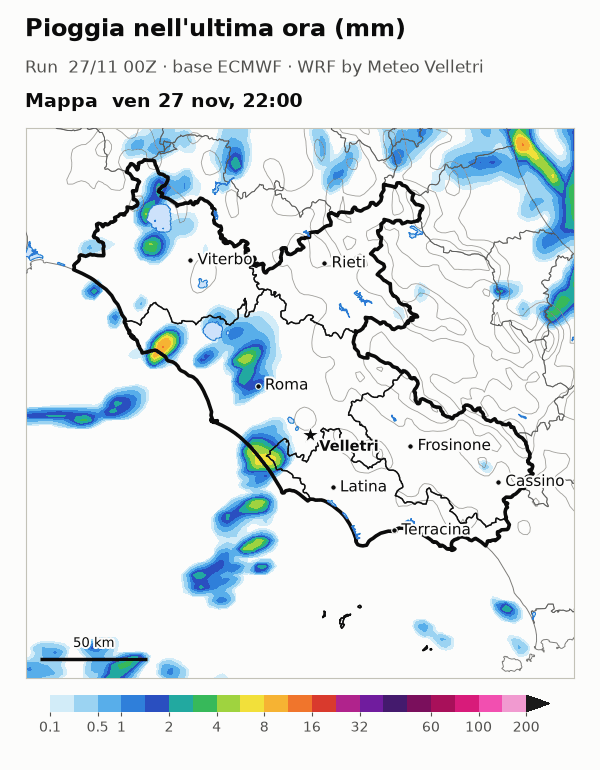 Pioggia nell'ultima ora (mm)
Run  27/11 00Z · base ECMWF · WRF by Meteo Velletri
Mappa  ven 27 nov, 22:00
Viterbo
Rieti
Roma
Velletri
Frosinone
Cassino
Latina
Terracina
50 km
0.1 0.5 1 2 4 8 16 32 60 100 200